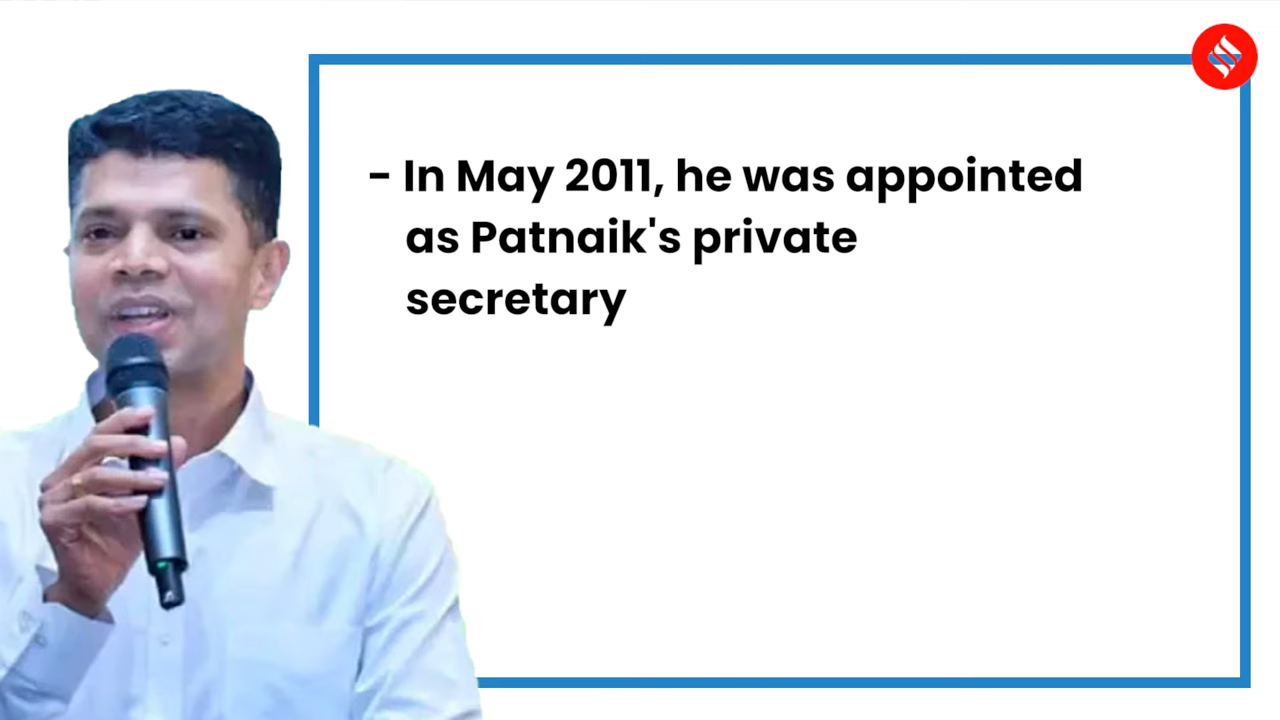 - In May 2011, he was appointed
as Patnaik's private
secretary